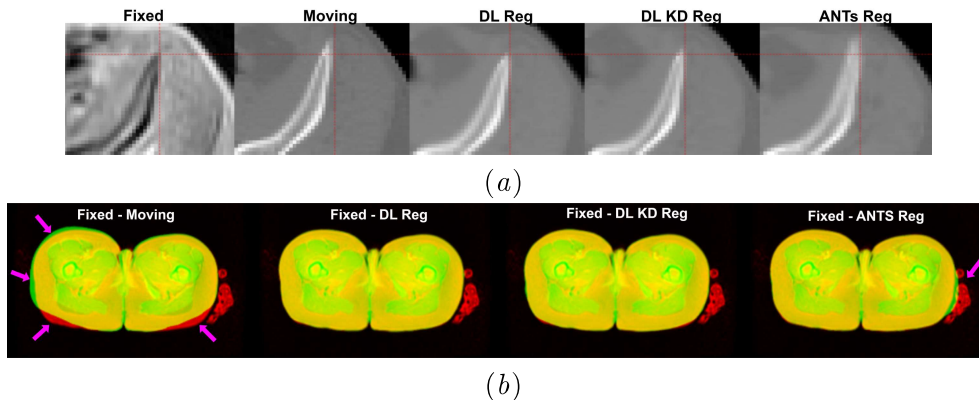 Fixed Moving DL Reg DL KD Reg ANTs Reg
(a)
Fixed - Moving Fixed - DL Reg Fixed - DL KD Reg Fixed - ANTS Reg
(b)